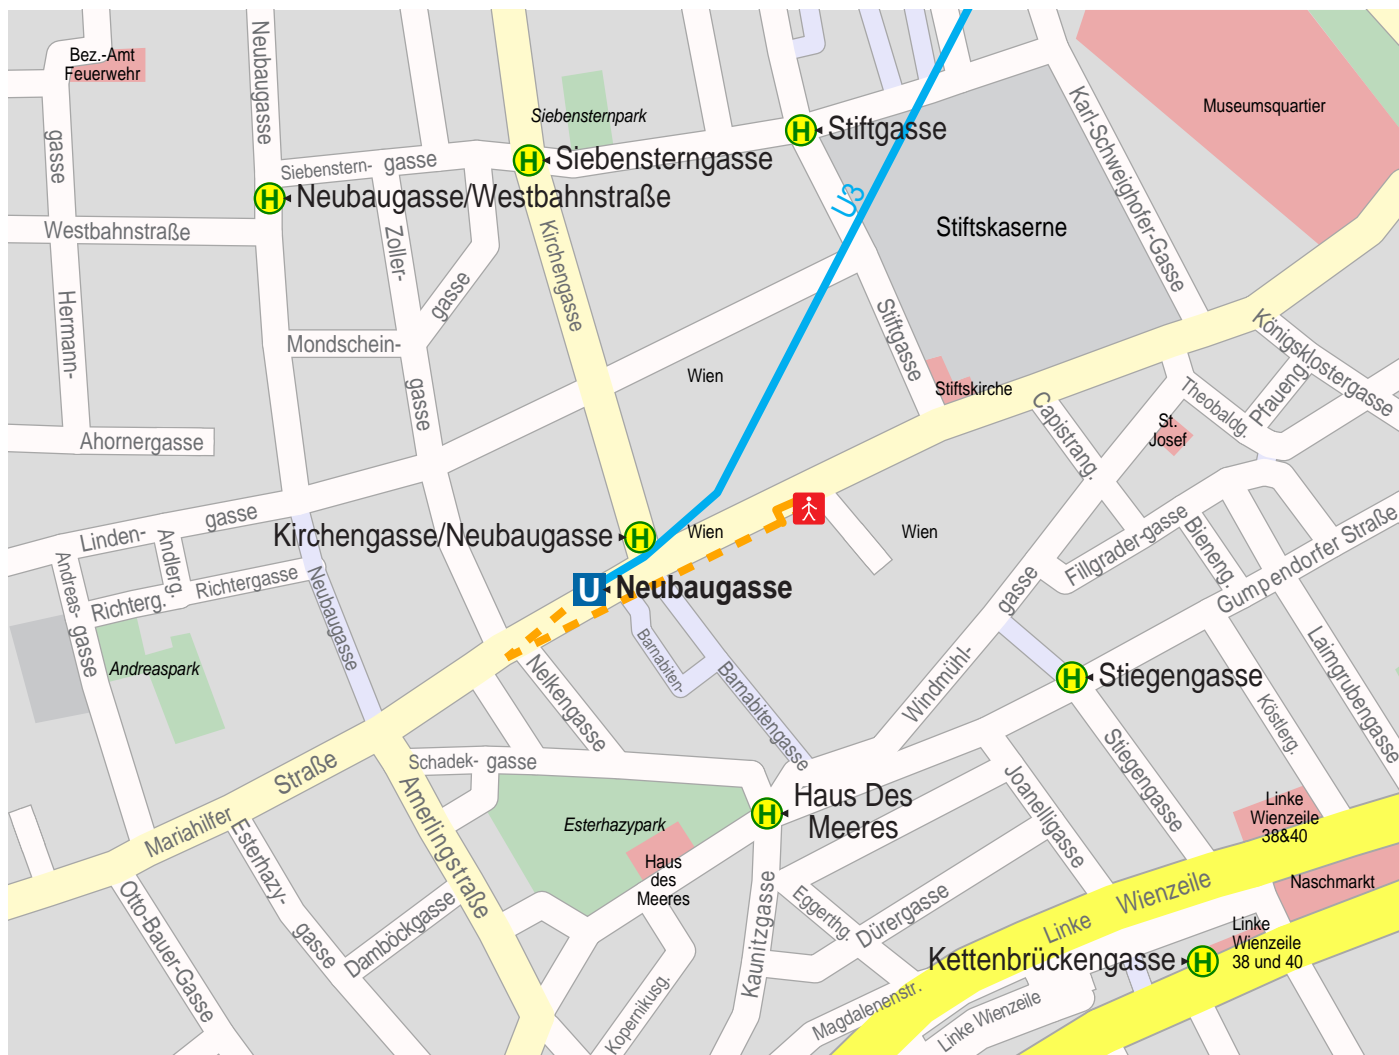 Bez.-Amt
Feuerwehr
Neubaugasse
gasse
Siebensternpark
H Stiftgasse
Karl-Schweighofer-Gasse
Museumsquartier
H Siebensterngasse
Siebenstern- gasse
H Neubaugasse/Westbahnstraße
Westbahnstraße
U3
Stiftskaserne
Zoller-
gasse
Kirchengasse
Hermann-
gasse
Mondschein-
gasse
Stiftgasse
Königsklostergasse
Pfaueng.
Theobaldg.
Wien
Stiftskirche
Capistrang.
St.
Josef
Ahornergasse
Linden- gasse
Andlerg.
Kirchengasse/Neubaugasse H
Wien
Wien
Fillgrader-gasse
Bieneng.
Gumpendorfer Straße
Andreas- gasse
Richterg. Richtergasse
Neubaugasse
U Neubaugasse
Barnabiten-
Barnabitengasse
Windmühl- gasse
Laimgrubengasse
Andreaspark
Nelkengasse
H Stiegengasse
Köstlerg.
Stiegengasse
Schadek- gasse
Joanelligasse
Mariahilfer Straße
Amerlingstraße
Esterhazypark
H Haus Des
Meeres
Linke
Wienzeile
38&40
Esterhazy-
gasse
Haus
des
Meeres
Naschmarkt
Otto-Bauer-Gasse
Damböckgasse
Kaunitzgasse
Eggerthg.
Dürergasse
Linke Wienzeile
Linke
Wienzeile
38 und 40
Kettenbrückengasse H
Kopernikusg.
Magdalenenstr.
Linke Wienzeile